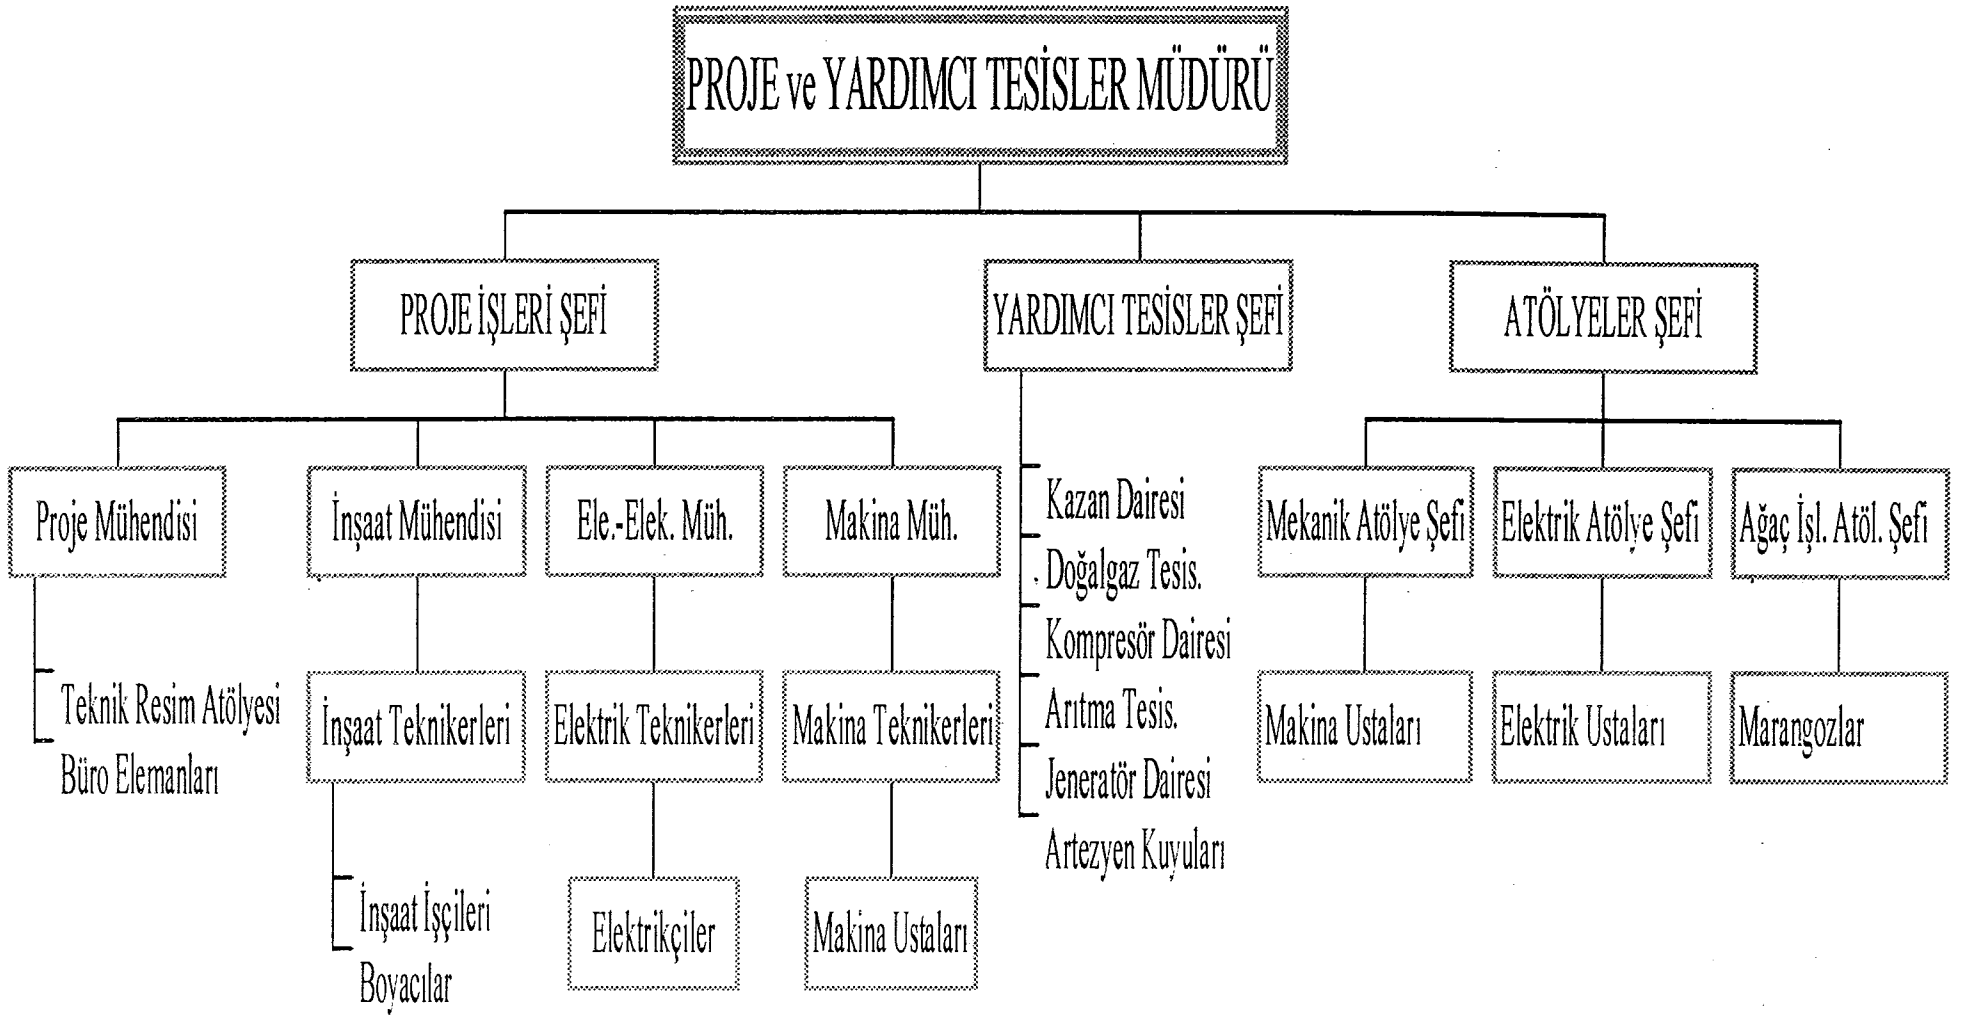 PROJE ve YARDIMCI TESİSLER MÜDÜRÜ
PROJE İŞLERİ ŞEFİ
YARDIMCI TESİSLER ŞEFİ
ATÖLYELER ŞEFİ
Proje Mühendisi
İnşaat Mühendisi
Ele.-Elek. Müh.
Makina Müh.
Kazan Dairesi
Doğalgaz Tesis.
Kompresör Dairesi
Arıtma Tesis.
Jeneratör Dairesi
Artezyen Kuyuları
Mekanik Atölye Şefi
Elektrik Atölye Şefi
Ağaç İşl. Atöl. Şefi
Teknik Resim Atölyesi
Büro Elemanları
İnşaat Teknikerleri
Elektrik Teknikerleri
Makina Teknikerleri
Makina Ustaları
Elektrik Ustaları
Marangozlar
İnşaat İşçileri
Boyacılar
Elektrikçiler
Makina Ustaları